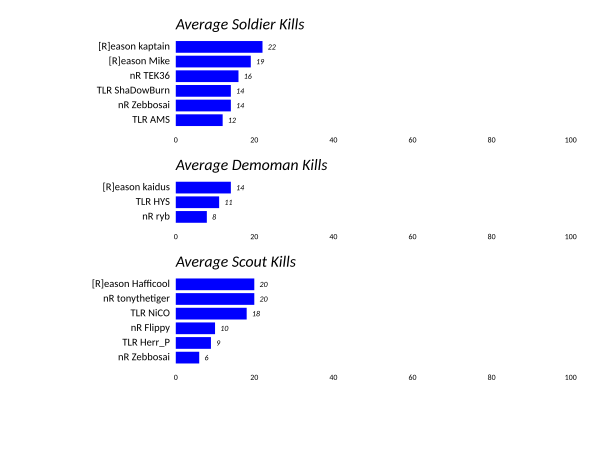 Average Soldier Kills
[R]eason kaptain 22
[R]eason Mike 19
nR TEK36 16
TLR ShaDowBurn 14
nR Zebbosai 14
TLR AMS 12
0 20 40 60 80 100
Average Demoman Kills
[R]eason kaidus 14
TLR HYS 11
nR ryb 8
0 20 40 60 80 100
Average Scout Kills
[R]eason Hafficool 20
nR tonythetiger 20
TLR NiCO 18
nR Flippy 10
TLR Herr_P 9
nR Zebbosai 6
0 20 40 60 80 100